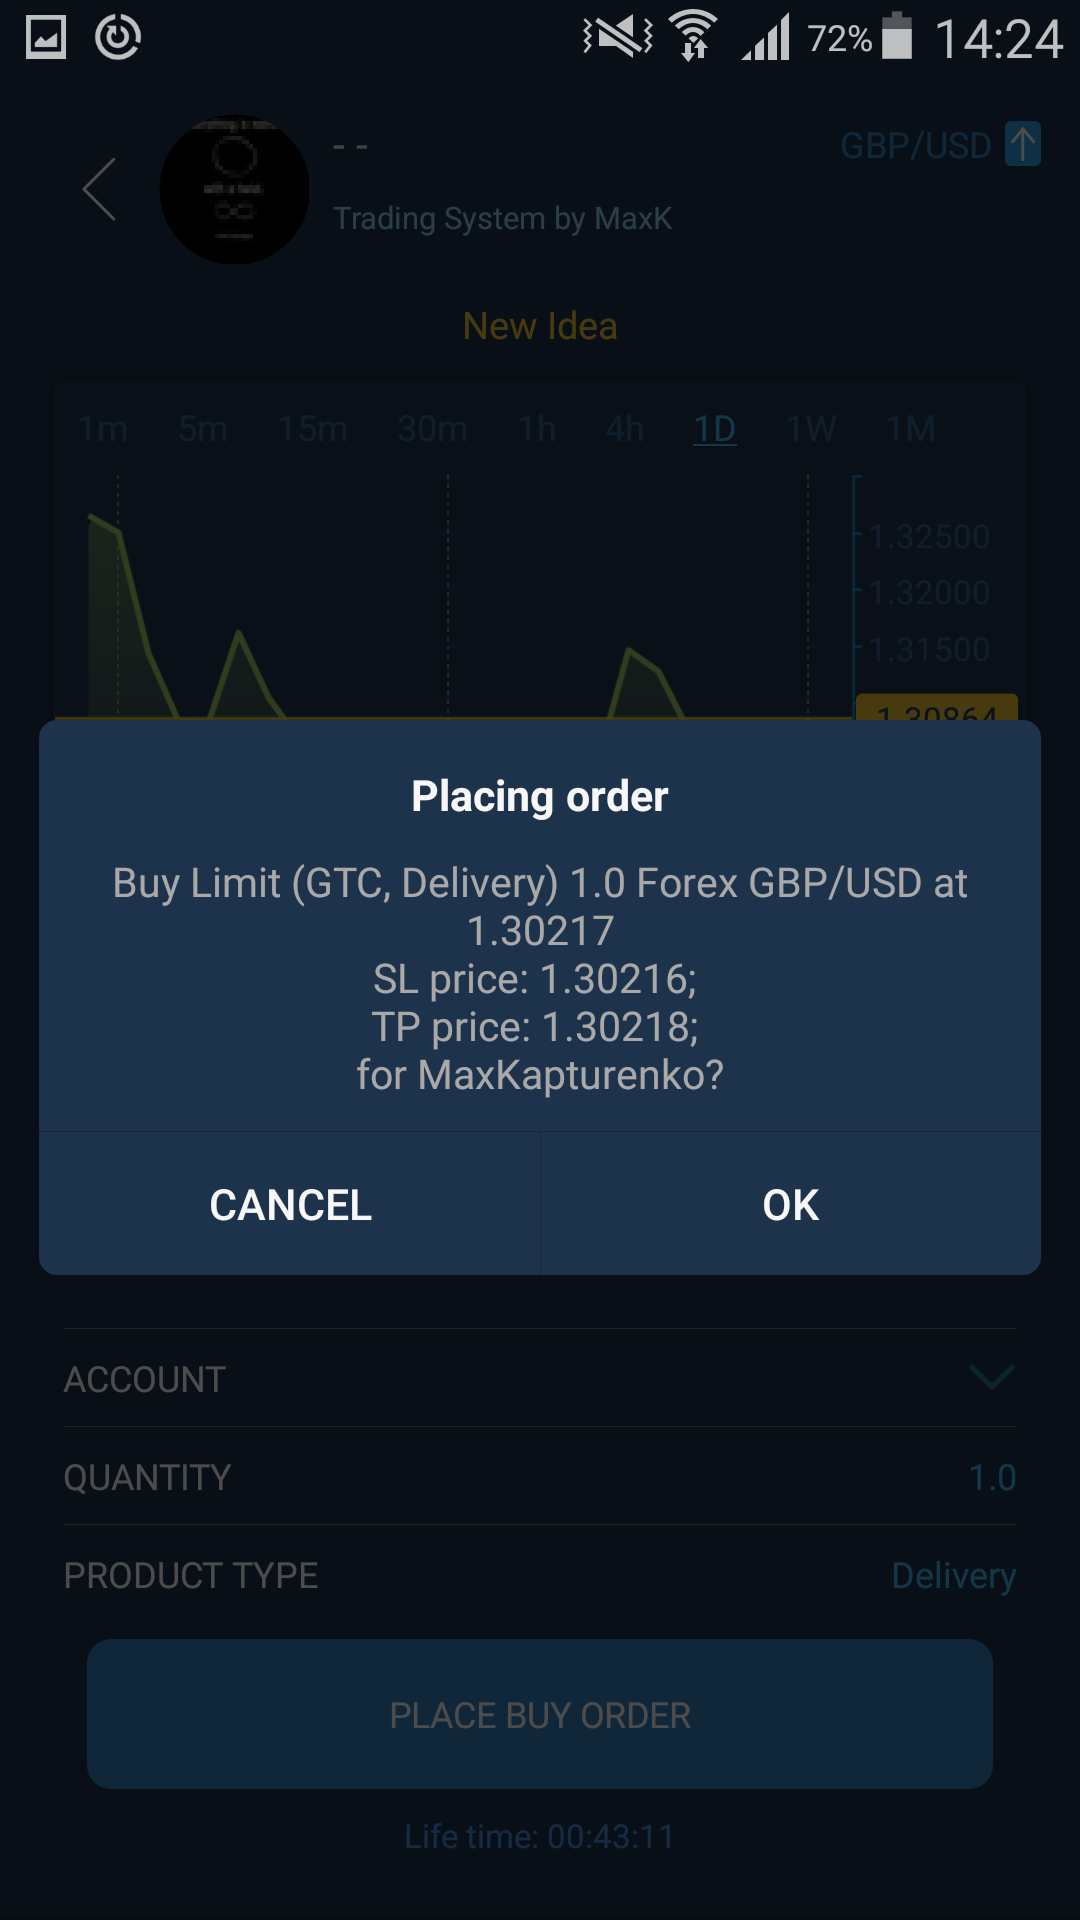 72% 14:24
- -
GBP/USD
Trading System by MaxK
New Idea
1m 5m 15m 30m 1h 4h 1D 1W 1M
1.32500
1.32000
1.31500
1.30864
Placing order
Buy Limit (GTC, Delivery) 1.0 Forex GBP/USD at
1.30217
SL price: 1.30216;
TP price: 1.30218;
for MaxKapturenko?
CANCEL OK
ACCOUNT
QUANTITY 1.0
PRODUCT TYPE Delivery
PLACE BUY ORDER
Life time: 00:43:11